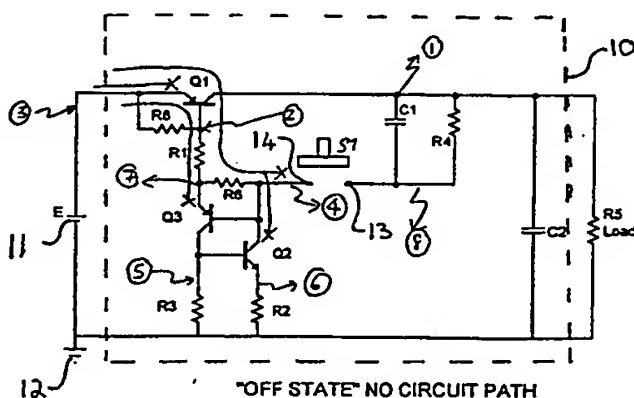 10
Q1
①
③
②
C1
R4
R8
14
S1
R1
⑦
R6
④
13
⑧
E
Q3
11
C2
R5
Load
Q2
⑤
⑥
R3
R2
12
"OFF STATE" NO CIRCUIT PATH